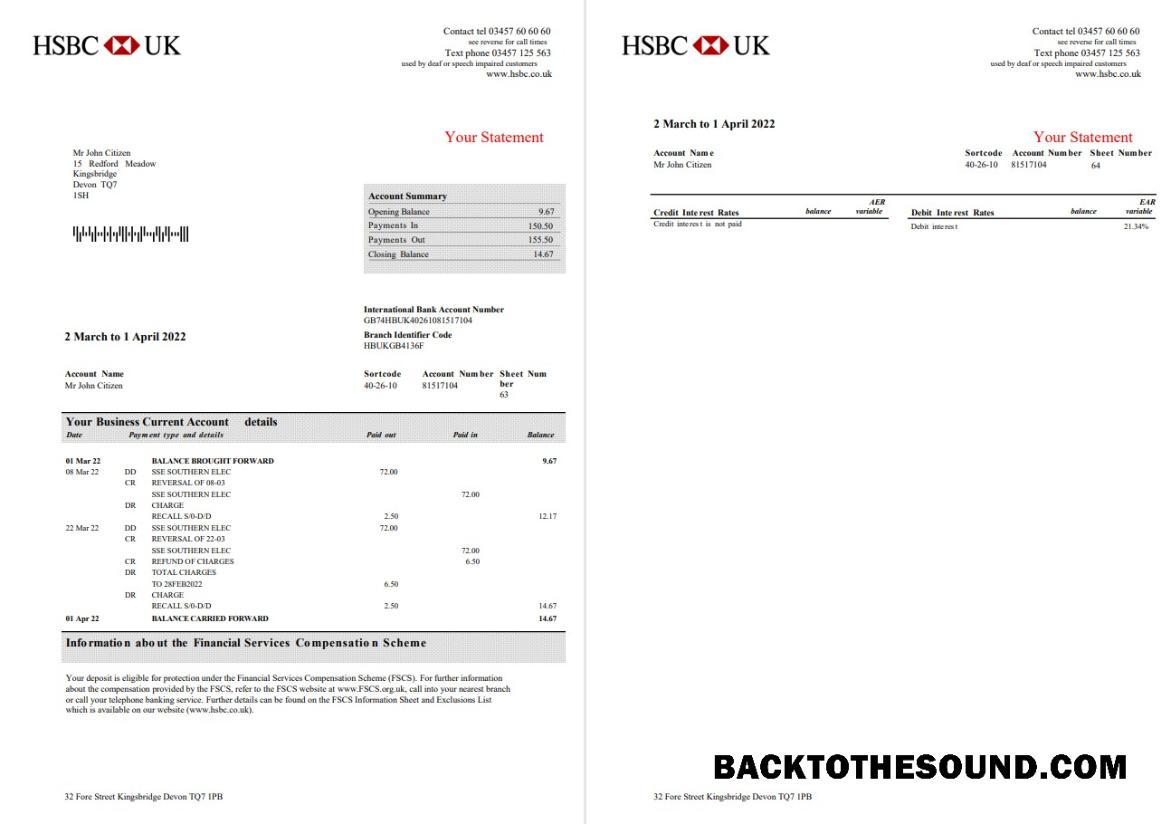 HSBC UK
Contact tel 03457 60 60 60
see reverse for call times
Text phone 03457 125 563
used by deaf or speech impaired customers
www.hsbc.co.uk
Your Statement
Mr John Citizen
15 Redford Meadow
Kingsbridge
Devon TQ7
1SH
Account Summary
Opening Balance 9.67
Payments In 150.50
Payments Out 155.50
Closing Balance 14.67
International Bank Account Number
GB74HBUK40261081517104
2 March to 1 April 2022
Branch Identifier Code
HBUKGB4136F
Account Name Sortcode Account Number Sheet Num
ber
Mr John Citizen 40-26-10 81517104
63
Your Business Current Account details
Date Payment type and details Paid out Paid in Balance
01 Mar 22 BALANCE BROUGHT FORWARD 9.67
08 Mar 22 DD SSE SOUTHERN ELEC 72.00
CR REVERSAL OF 08-03
SSE SOUTHERN ELEC 72.00
DR CHARGE
RECALL S/0-D/D 2.50 12.17
22 Mar 22 DD SSE SOUTHERN ELEC 72.00
CR REVERSAL OF 22-03
SSE SOUTHERN ELEC 72.00
CR REFUND OF CHARGES 6.50
DR TOTAL CHARGES
TO 28FEB2022 6.50
DR CHARGE
RECALL S/0-D/D 2.50 14.67
01 Apr 22 BALANCE CARRIED FORWARD 14.67
Information about the Financial Services Compensation Scheme
Your deposit is eligible for protection under the Financial Services Compensation Scheme (FSCS). For further information
about the compensation provided by the FSCS, refer to the FSCS website at www.FSCS.org.uk, call into your nearest branch
or call your telephone banking service. Further details can be found on the FSCS Information Sheet and Exclusions List
which is available on our website (www.hsbc.co.uk).
32 Fore Street Kingsbridge Devon TQ7 1PB
HSBC UK
Contact tel 03457 60 60 60
see reverse for call times
Text phone 03457 125 563
used by deaf or speech impaired customers
www.hsbc.co.uk
2 March to 1 April 2022
Your Statement
Account Name Sortcode Account Number Sheet Number
Mr John Citizen 40-26-10 81517104 64
AER EAR
Credit Interest Rates balance variable Debit Interest Rates balance variable
Credit interest is not paid Debit interest 21.34%
BACKTOTHESOUND.COM
32 Fore Street Kingsbridge Devon TQ7 1PB